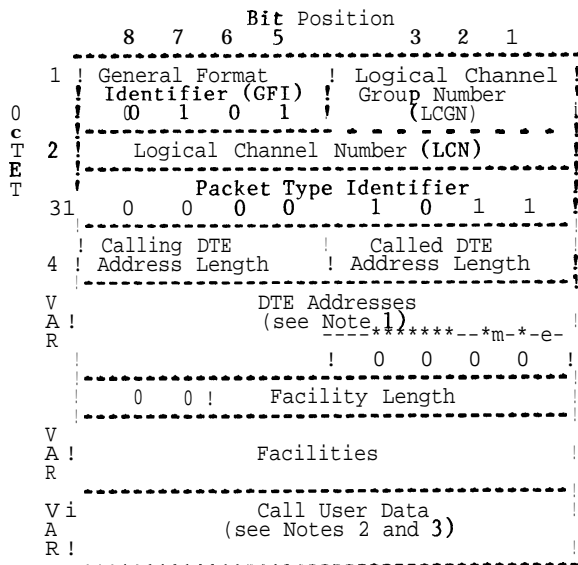 Bit Position
8 7 6 5 3 2 1
1 ! General Format ! Logical Channel !
! Identifier (GFI) ! Group Number !
0 ! 0 1 0 1 ! (LCGN) !
c
T 2 ! Logical Channel Number (LCN) !
E
T ! Packet Type Identifier !
31 0 0 0 0 1 0 1 1 !
! Calling DTE ! Called DTE !
4 ! Address Length ! Address Length !
V DTE Addresses !
A ! (see Note 1) !
R ----*******--*m-*-e-
! ! 0 0 0 0 !
! 0 0 ! Facility Length !
V
A ! Facilities !
R
V i Call User Data !
A (see Notes 2 and 3)
R ! !